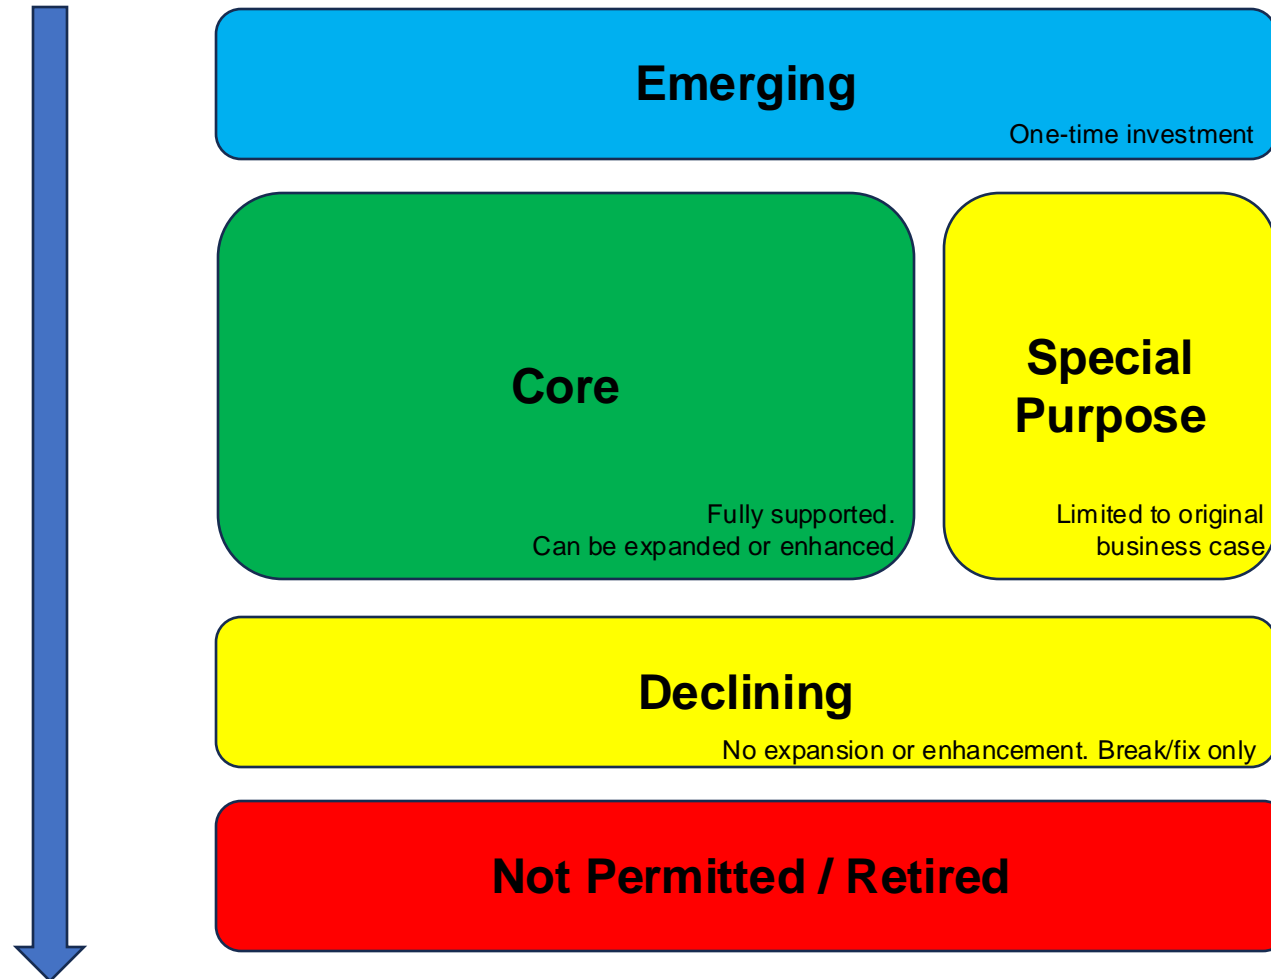 Emerging
One-time investment
Core
Fully supported.
Can be expanded or enhanced
Special
Purpose
Limited to original
business case
Declining
No expansion or enhancement. Break/fix only
Not Permitted / Retired